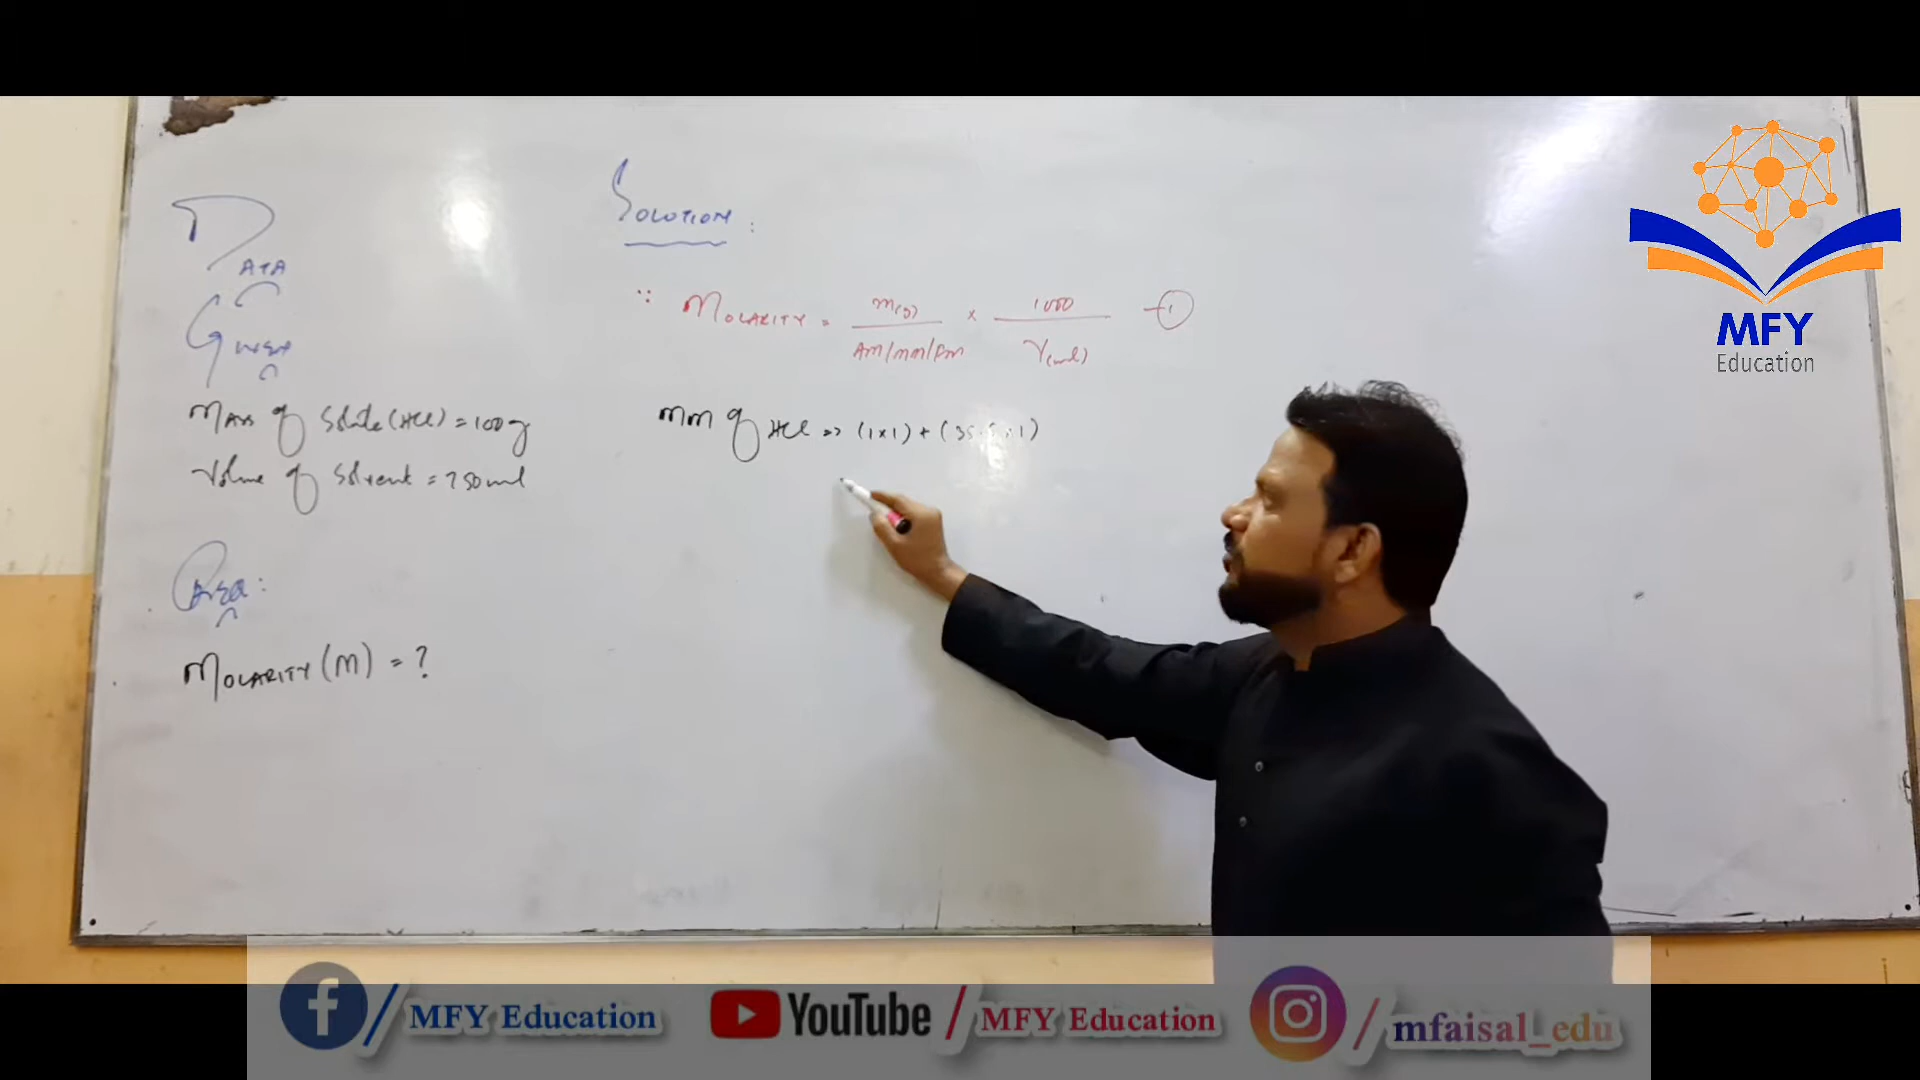 DATA
GIVEN
Mass of Solute (HCl) = 100g
Volume of Solvent = 750ml
REQ:
MOLARITY (M) = ?
SOLUTION:
∵ MOLARITY = m(g) / AM/MM/FM × 1000 / V(ml) —①
MM of HCl => (1×1) + (35.5×1)
MFY
Education
MFY Education
YouTube / MFY Education
/ mfaisal_edu